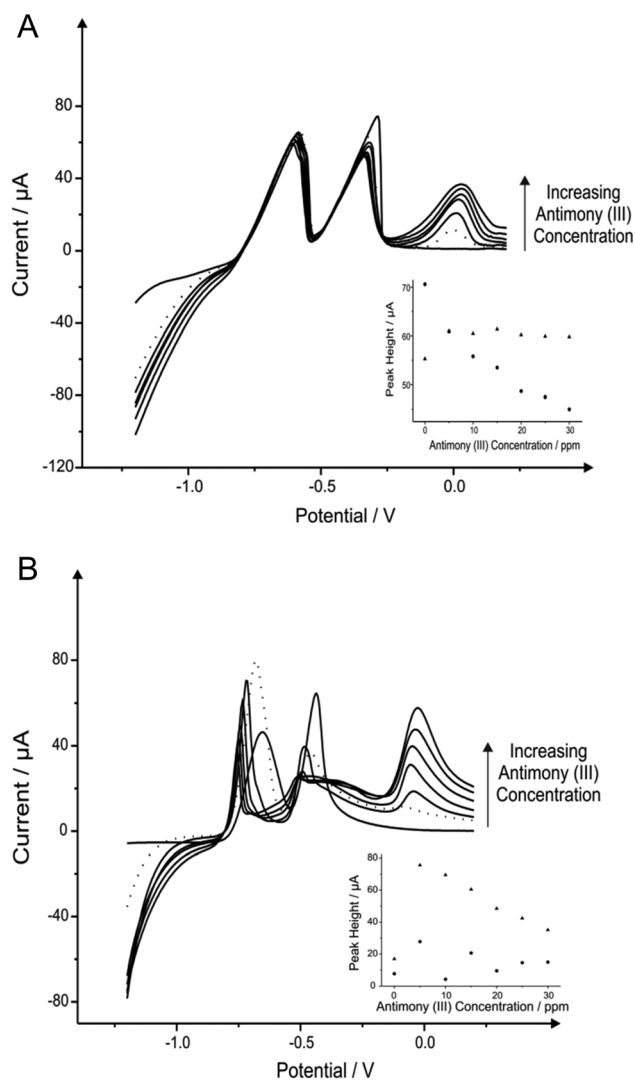 A
80
40
0
-40
-80
-120
Current / µA
-1.0
-0.5
0.0
Potential / V
Increasing
Antimony (III)
Concentration
70
60
50
Peak Height / µA
0
10
20
30
Antimony (III) Concentration / ppm
B
80
40
0
-40
-80
Current / µA
-1.0
-0.5
0.0
Potential / V
Increasing
Antimony (III)
Concentration
80
60
40
20
0
Peak Height / µA
0
10
20
30
Antimony (III) Concentration / ppm